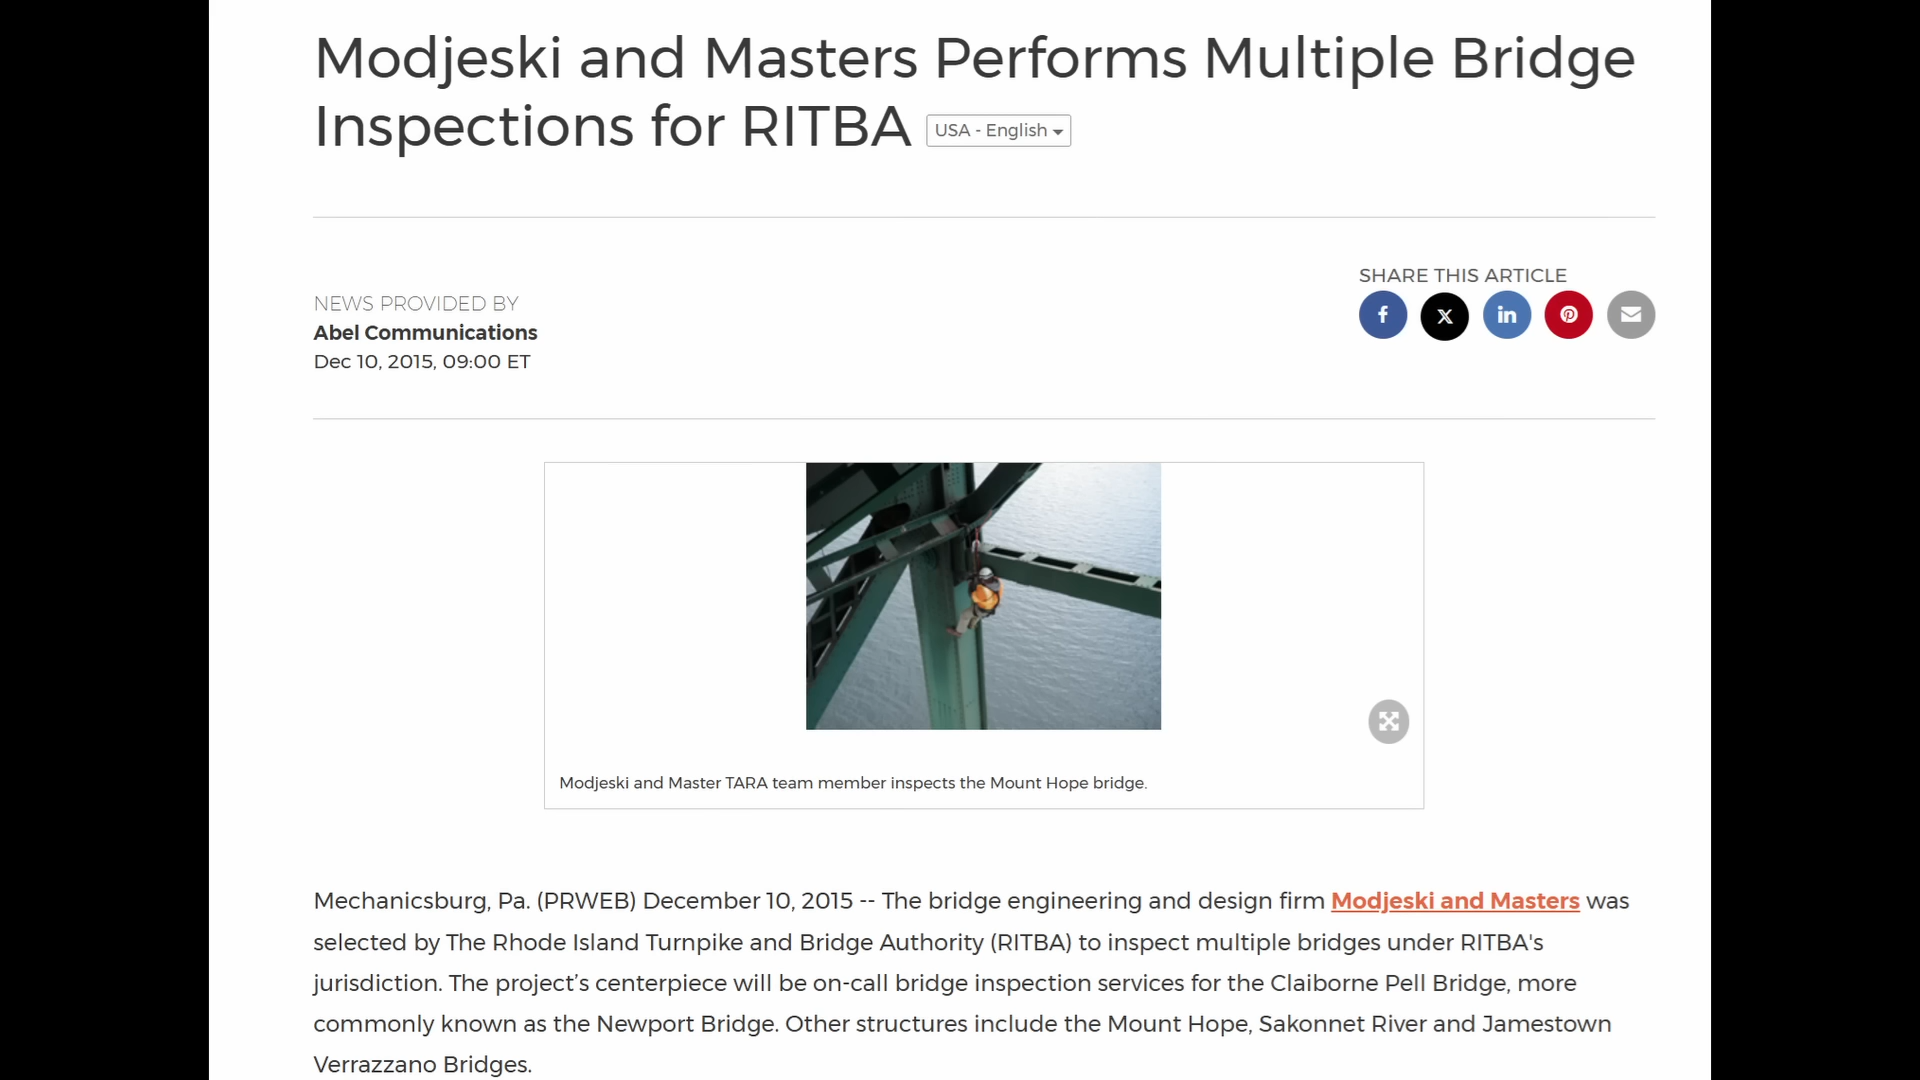 Modjeski and Masters Performs Multiple Bridge
Inspections for RITBA USA - English
SHARE THIS ARTICLE
NEWS PROVIDED BY
Abel Communications
Dec 10, 2015, 09:00 ET
Modjeski and Master TARA team member inspects the Mount Hope bridge.
Mechanicsburg, Pa. (PRWEB) December 10, 2015 -- The bridge engineering and design firm Modjeski and Masters was
selected by The Rhode Island Turnpike and Bridge Authority (RITBA) to inspect multiple bridges under RITBA's
jurisdiction. The project’s centerpiece will be on-call bridge inspection services for the Claiborne Pell Bridge, more
commonly known as the Newport Bridge. Other structures include the Mount Hope, Sakonnet River and Jamestown
Verrazzano Bridges.